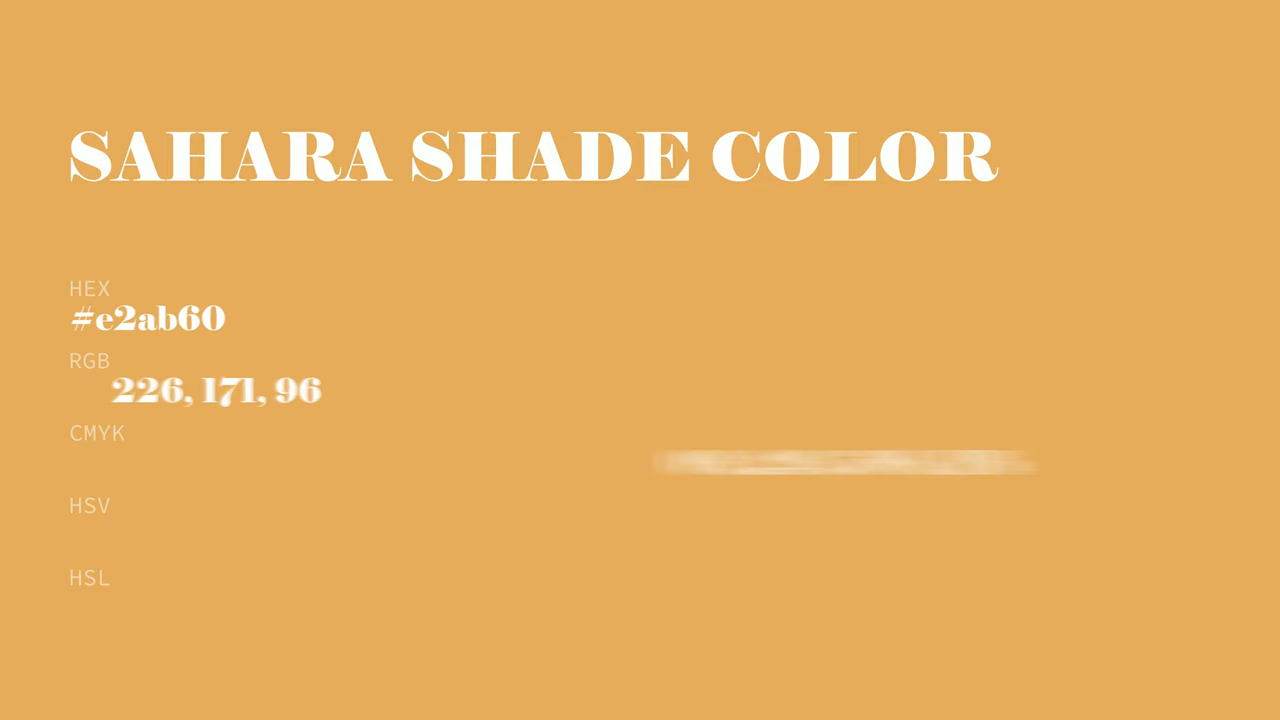 SAHARA SHADE COLOR
HEX
#e2ab60
RGB
226, 171, 96
CMYK
HSV
HSL